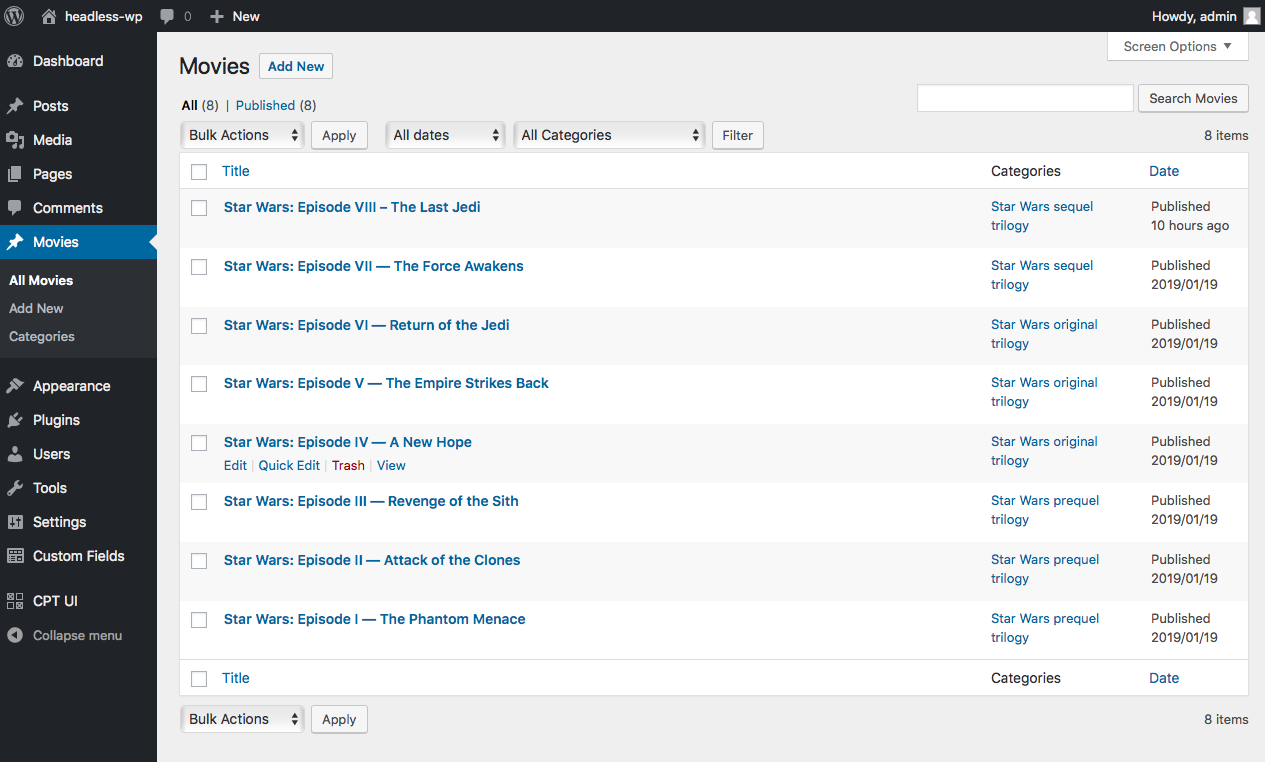 headless-wp 0 New Howdy, admin
Screen Options
Dashboard
Posts
Media
Pages
Comments
Movies
All Movies
Add New
Categories
Appearance
Plugins
Users
Tools
Settings
Custom Fields
CPT UI
Collapse menu
Movies Add New
All (8) | Published (8)
Search Movies
Bulk Actions Apply All dates All Categories Filter 8 items
Title Categories Date
Star Wars: Episode VIII – The Last Jedi Star Wars sequel Published
trilogy 10 hours ago
Star Wars: Episode VII — The Force Awakens Star Wars sequel Published
trilogy 2019/01/19
Star Wars: Episode VI — Return of the Jedi Star Wars original Published
trilogy 2019/01/19
Star Wars: Episode V — The Empire Strikes Back Star Wars original Published
trilogy 2019/01/19
Star Wars: Episode IV — A New Hope Star Wars original Published
Edit | Quick Edit | Trash | View trilogy 2019/01/19
Star Wars: Episode III — Revenge of the Sith Star Wars prequel Published
trilogy 2019/01/19
Star Wars: Episode II — Attack of the Clones Star Wars prequel Published
trilogy 2019/01/19
Star Wars: Episode I — The Phantom Menace Star Wars prequel Published
trilogy 2019/01/19
Title Categories Date
Bulk Actions Apply 8 items